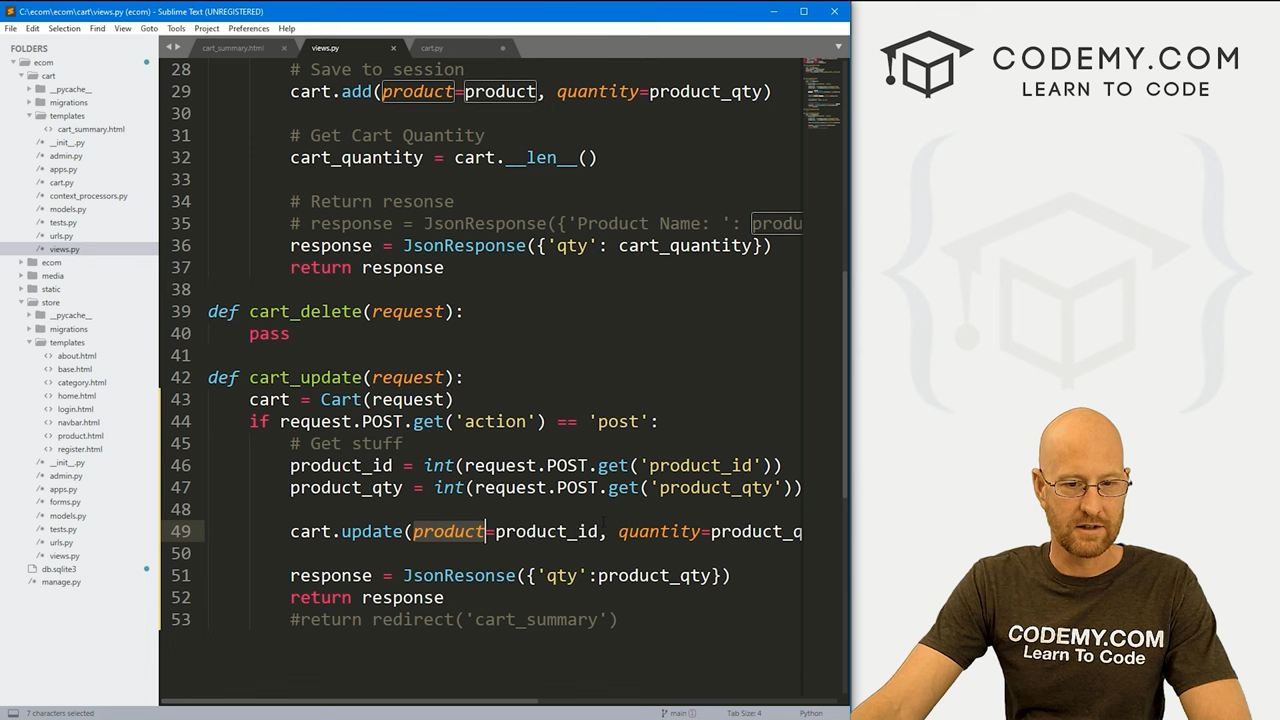 C:\ecom\ecom\cart\views.py (ecom) - Sublime Text (UNREGISTERED)
File Edit Selection Find View Goto Tools Project Preferences Help
FOLDERS
ecom
cart
__pycache__
migrations
templates
cart_summary.html
__init__.py
admin.py
apps.py
cart.py
context_processors.py
models.py
tests.py
urls.py
views.py
ecom
media
static
store
__pycache__
migrations
templates
about.html
base.html
category.html
home.html
login.html
navbar.html
product.html
register.html
__init__.py
admin.py
apps.py
forms.py
models.py
tests.py
urls.py
views.py
db.sqlite3
manage.py
cart_summary.html views.py cart.py
28 # Save to session
29 cart.add(product=product, quantity=product_qty)
30
31 # Get Cart Quantity
32 cart_quantity = cart.__len__()
33
34 # Return resonse
35 # response = JsonResponse({'Product Name: ': produ
36 response = JsonResponse({'qty': cart_quantity})
37 return response
38
39 def cart_delete(request):
40 pass
41
42 def cart_update(request):
43 cart = Cart(request)
44 if request.POST.get('action') == 'post':
45 # Get stuff
46 product_id = int(request.POST.get('product_id'))
47 product_qty = int(request.POST.get('product_qty'))
48
49 cart.update(product=product_id, quantity=product_q
50
51 response = JsonResonse({'qty':product_qty})
52 return response
53 #return redirect('cart_summary')
7 characters selected
main 1
Tab Size: 4
Python
CODEMY.COM
LEARN TO CODE
CODEMY.COM
Learn To Code